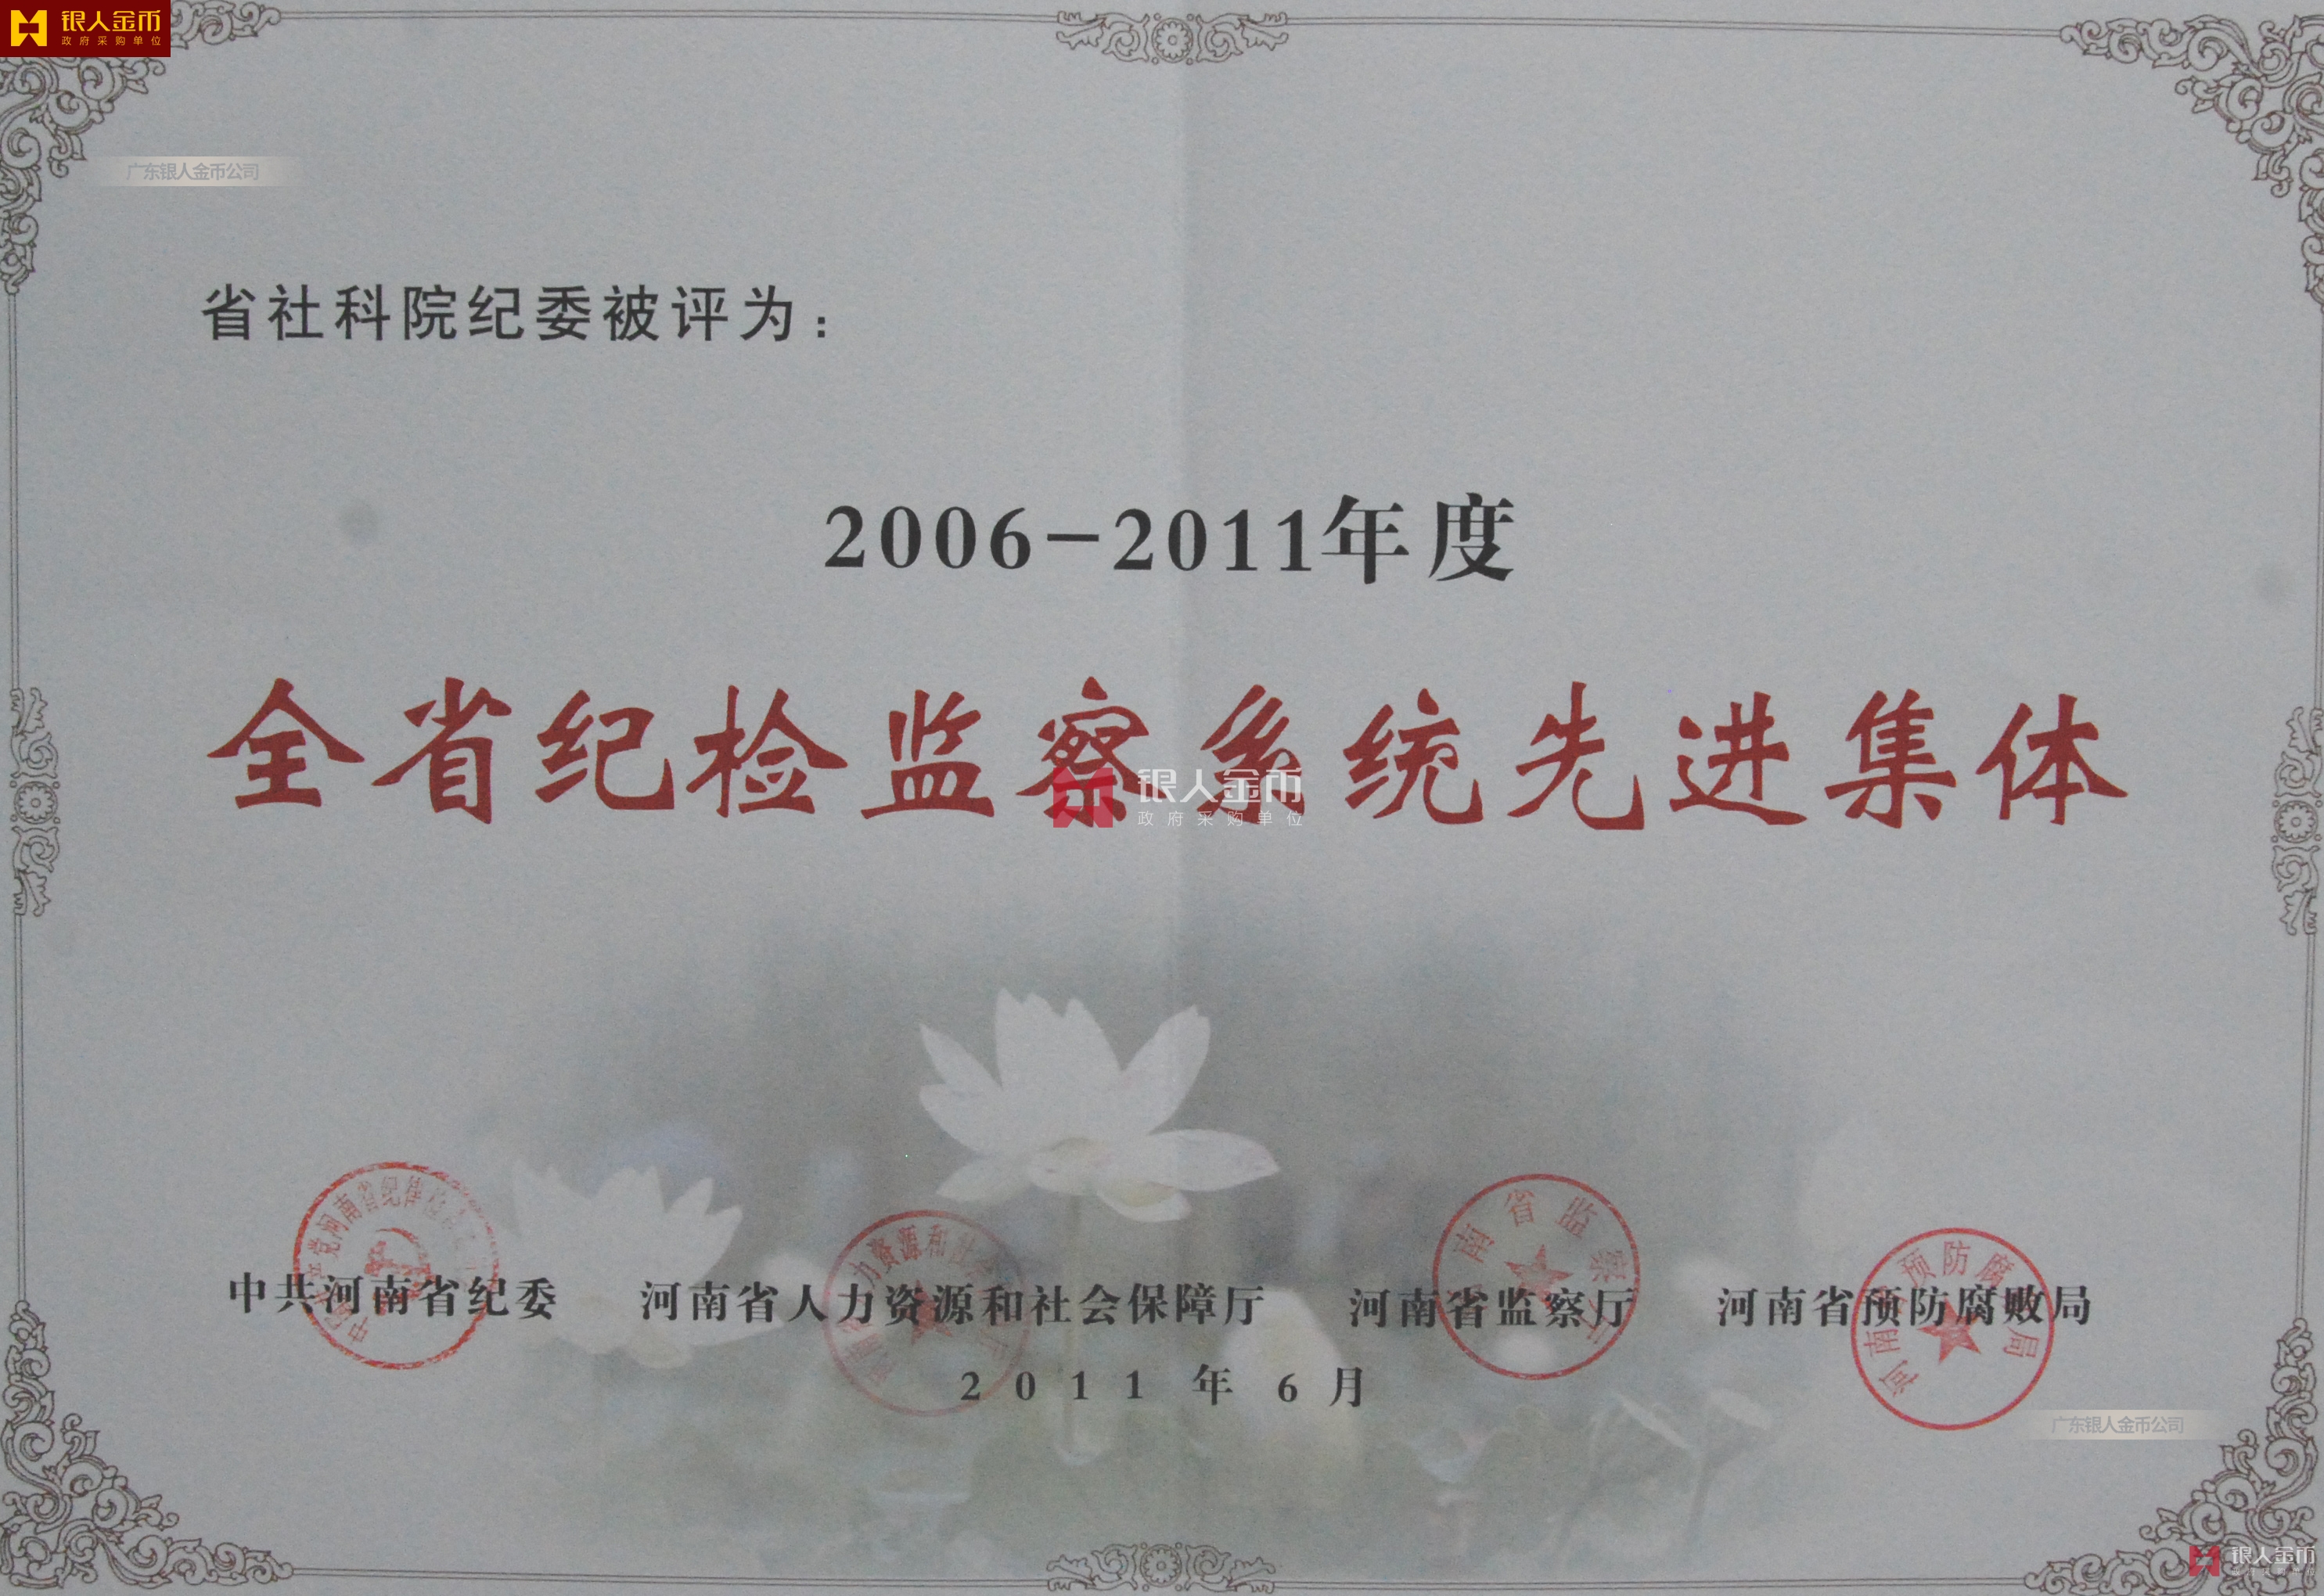 银人金币
政府采购单位
广东银人金币公司
省社科院纪委被评为：
2006-2011年度
全省纪检监察系统先进集体
银人金币
政府采购单位
中共河南省纪委 河南省人力资源和社会保障厅 河南省监察厅 河南省预防腐败局
2011年6月
广东银人金币公司
银人金币